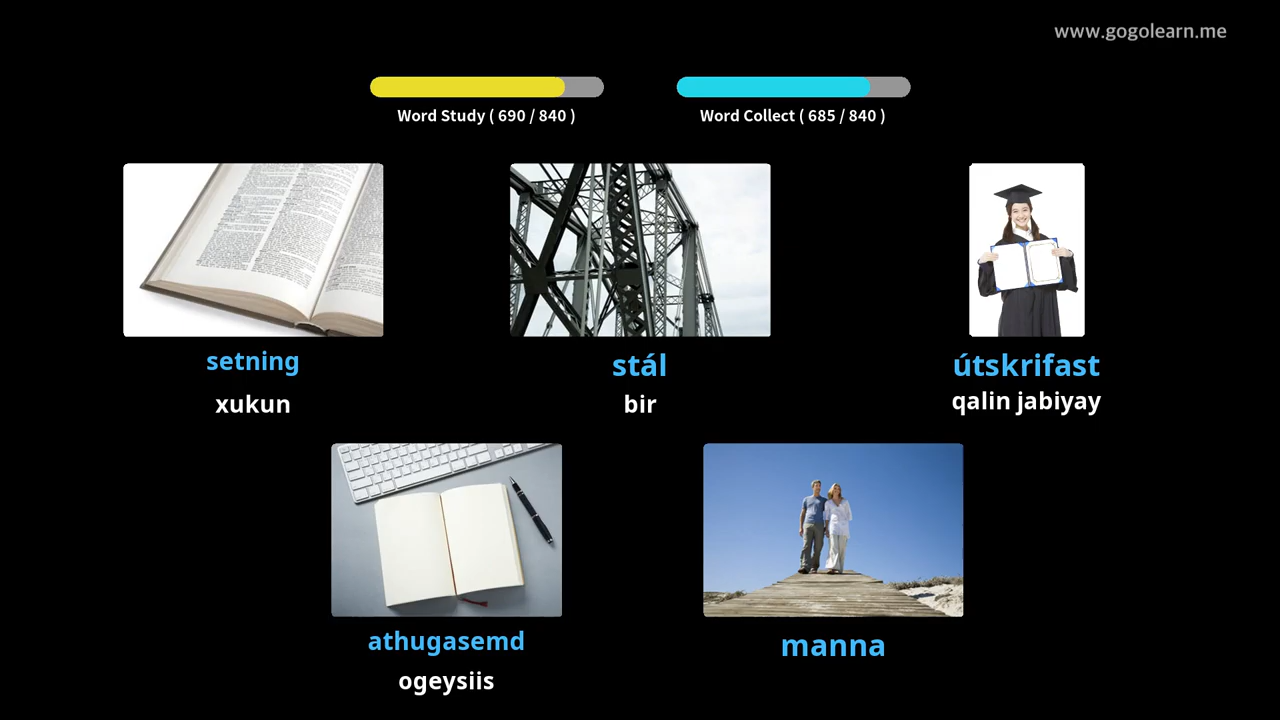 www.gogolearn.me
Word Study ( 690 / 840 )
Word Collect ( 685 / 840 )
setning
xukun
stál
bir
útskrifast
qalin jabiyay
athugasemd
ogeysiis
manna